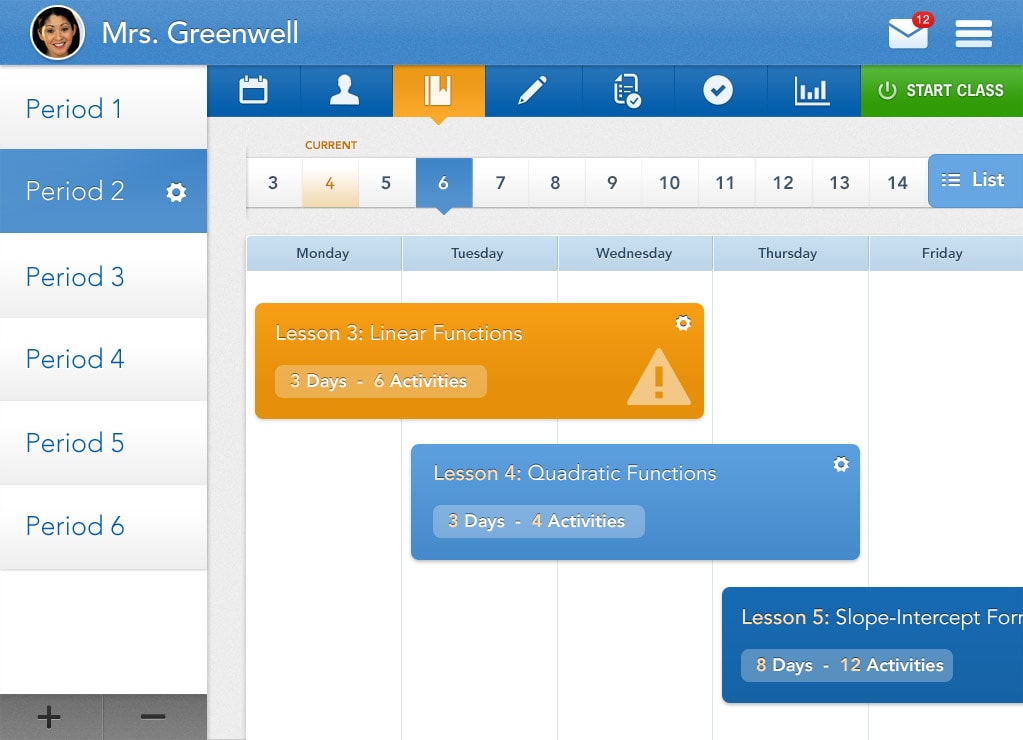 Mrs. Greenwell
12
START CLASS
Period 1
Period 2
Period 3
Period 4
Period 5
Period 6
CURRENT
3 4 5 6 7 8 9 10 11 12 13 14 List
Monday Tuesday Wednesday Thursday Friday
Lesson 3: Linear Functions
3 Days - 6 Activities
Lesson 4: Quadratic Functions
3 Days - 4 Activities
Lesson 5: Slope-Intercept For
8 Days - 12 Activities